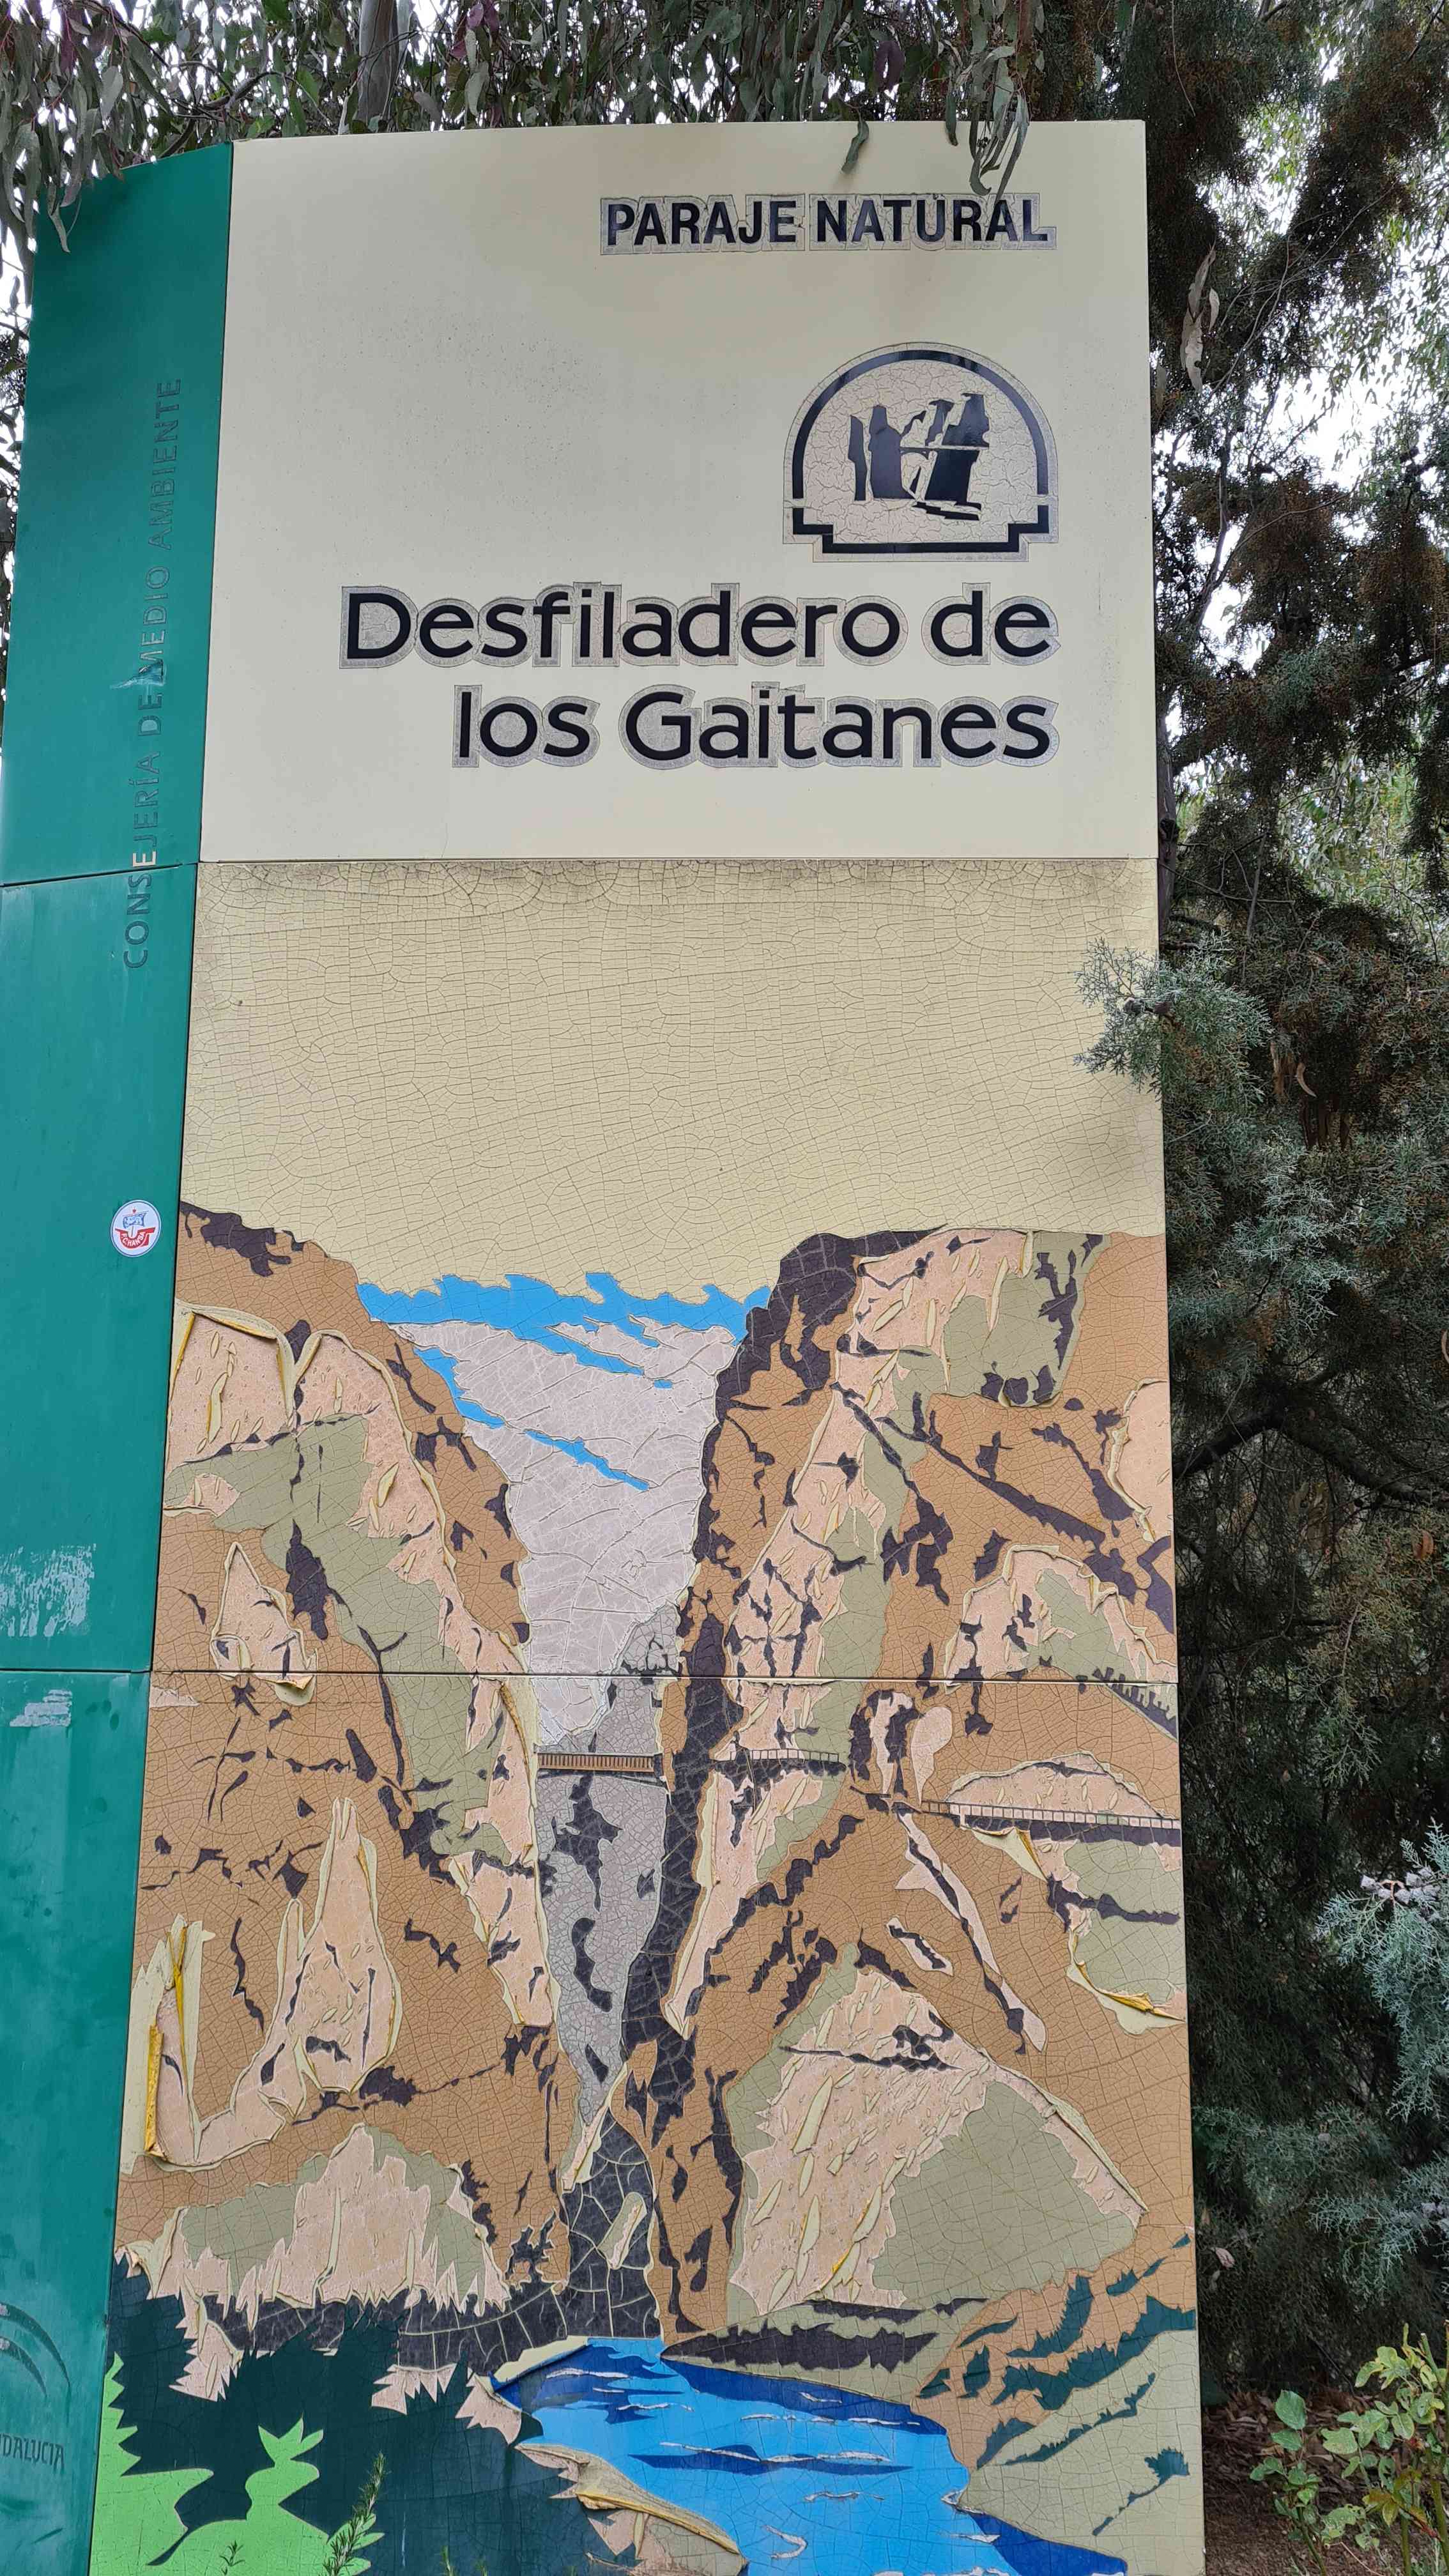 PARAJE NATURAL
Desfiladero de
los Gaitanes
CONSEJERÍA DE MEDIO AMBIENTE